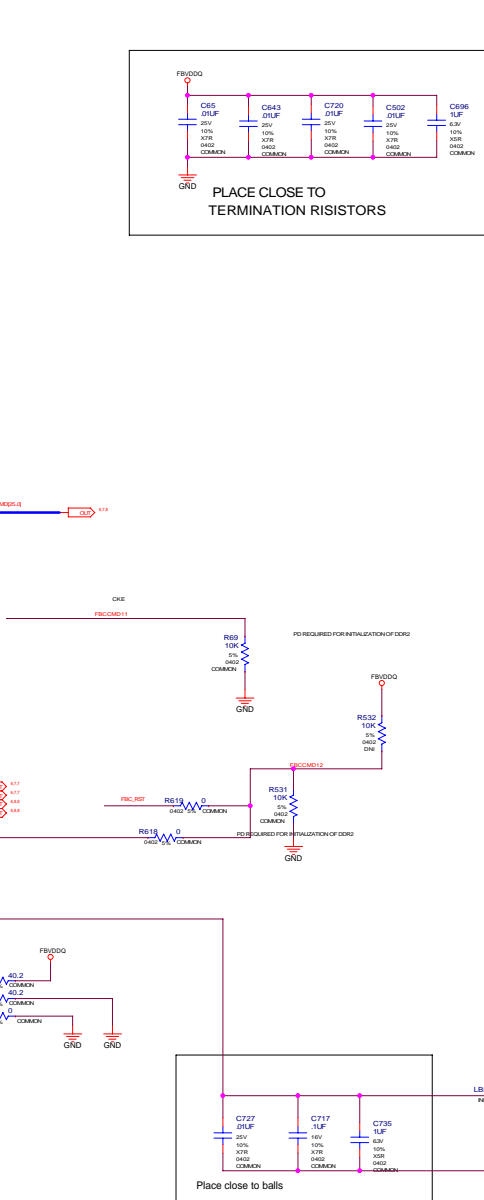 FBVDDQ
C65
.01UF
25V
10%
X7R
0402
COMMON
C643
.01UF
25V
10%
X7R
0402
COMMON
C720
.01UF
25V
10%
X7R
0402
COMMON
C502
.01UF
25V
10%
X7R
0402
COMMON
C696
1UF
6.3V
10%
X5R
0402
COMMON
GND
PLACE CLOSE TO
TERMINATION RISISTORS
OUT
CKE
FBCCMD11
R69
10K
5%
0402
COMMON
GND
PD REQUIRED FOR INITIALIZATION OF DDR2
FBVDDQ
R532
10K
5%
0402
DNI
FBCCMD12
R531
10K
5%
0402
COMMON
FBC_RST
R619
0
0402
5%
COMMON
R618
0
0402
5%
COMMON
PD REQUIRED FOR INITIALIZATION OF DDR2
GND
FBVDDQ
40.2
COMMON
40.2
COMMON
0
COMMON
GND
GND
C727
.01UF
25V
10%
X7R
0402
COMMON
C717
.1UF
16V
10%
X7R
0402
COMMON
C735
1UF
6.3V
10%
X5R
0402
COMMON
Place close to balls